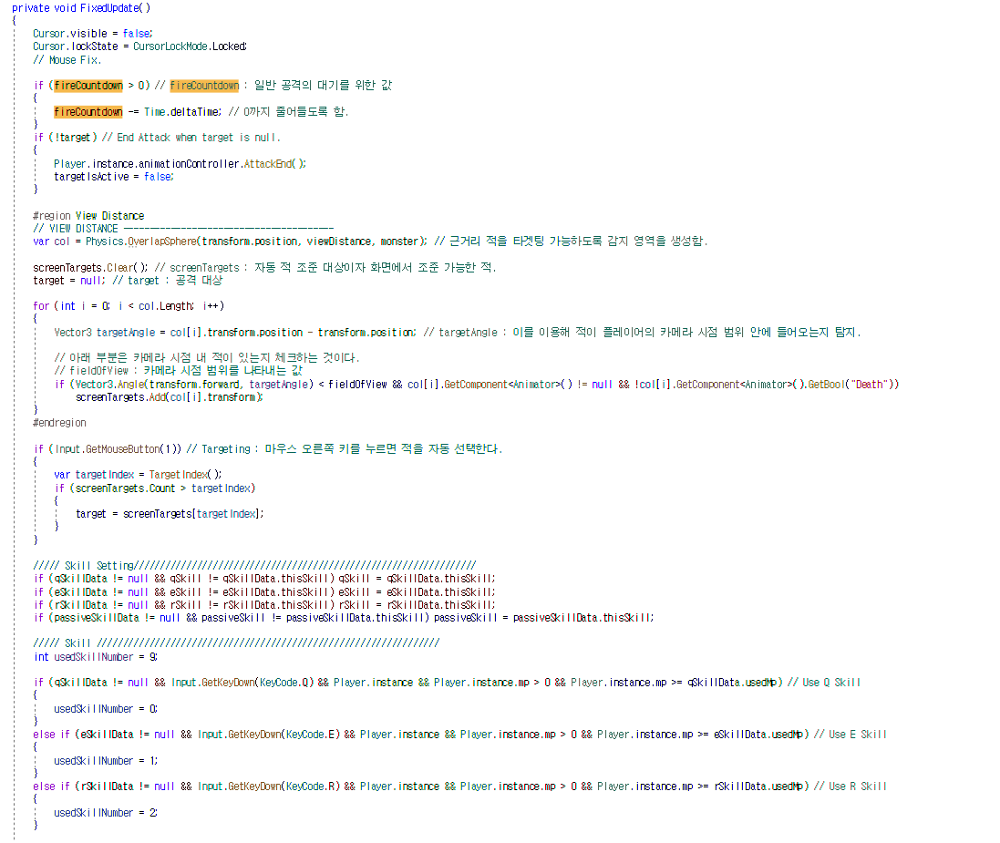 private void FixedUpdate()
{
Cursor.visible = false;
Cursor.lockState = CursorLockMode.Locked;
// Mouse Fix.
if (fireCountdown > 0) // fireCountdown : 일반 공격의 대기를 위한 값
{
fireCountdown -= Time.deltaTime; // 0까지 줄어들도록 함.
}
if (!target) // End Attack when target is null.
{
Player.instance.animationController.AttackEnd();
targetIsActive = false;
}
#region View Distance
// VIEW DISTANCE ----------------------------------------
var col = Physics.OverlapSphere(transform.position, viewDistance, monster); // 근거리 적을 타겟팅 가능하도록 감지 영역을 생성함.
screenTargets.Clear(); // screenTargets : 자동 적 조준 대상이자 화면에서 조준 가능한 적.
target = null; // target : 공격 대상
for (int i = 0; i < col.Length; i++)
{
Vector3 targetAngle = col[i].transform.position - transform.position; // targetAngle : 이를 이용해 적이 플레이어의 카메라 시점 범위 안에 들어오는지 탐지.
// 아래 부분은 카메라 시점 내 적이 있는지 체크하는 것이다.
// fieldOfView : 카메라 시점 범위를 나타내는 값
if (Vector3.Angle(transform.forward, targetAngle) < fieldOfView && col[i].GetComponent<Animator>() != null && !col[i].GetComponent<Animator>().GetBool("Death"))
screenTargets.Add(col[i].transform);
}
#endregion
if (Input.GetMouseButton(1)) // Targeting : 마우스 오른쪽 키를 누르면 적을 자동 선택한다.
{
var targetIndex = TargetIndex();
if (screenTargets.Count > targetIndex)
{
target = screenTargets[targetIndex];
}
}
///// Skill Setting/////////////////////////////////////////////////////////////////
if (qSkillData != null && qSkill != qSkillData.thisSkill) qSkill = qSkillData.thisSkill;
if (eSkillData != null && eSkill != eSkillData.thisSkill) eSkill = eSkillData.thisSkill;
if (rSkillData != null && rSkill != rSkillData.thisSkill) rSkill = rSkillData.thisSkill;
if (passiveSkillData != null && passiveSkill != passiveSkillData.thisSkill) passiveSkill = passiveSkillData.thisSkill;
///// Skill /////////////////////////////////////////////////////////////////
int usedSkillNumber = 9;
if (qSkillData != null && Input.GetKeyDown(KeyCode.Q) && Player.instance && Player.instance.mp > 0 && Player.instance.mp >= qSkillData.usedMp) // Use Q Skill
{
usedSkillNumber = 0;
}
else if (eSkillData != null && Input.GetKeyDown(KeyCode.E) && Player.instance && Player.instance.mp > 0 && Player.instance.mp >= eSkillData.usedMp) // Use E Skill
{
usedSkillNumber = 1;
}
else if (rSkillData != null && Input.GetKeyDown(KeyCode.R) && Player.instance && Player.instance.mp > 0 && Player.instance.mp >= rSkillData.usedMp) // Use R Skill
{
usedSkillNumber = 2;
}